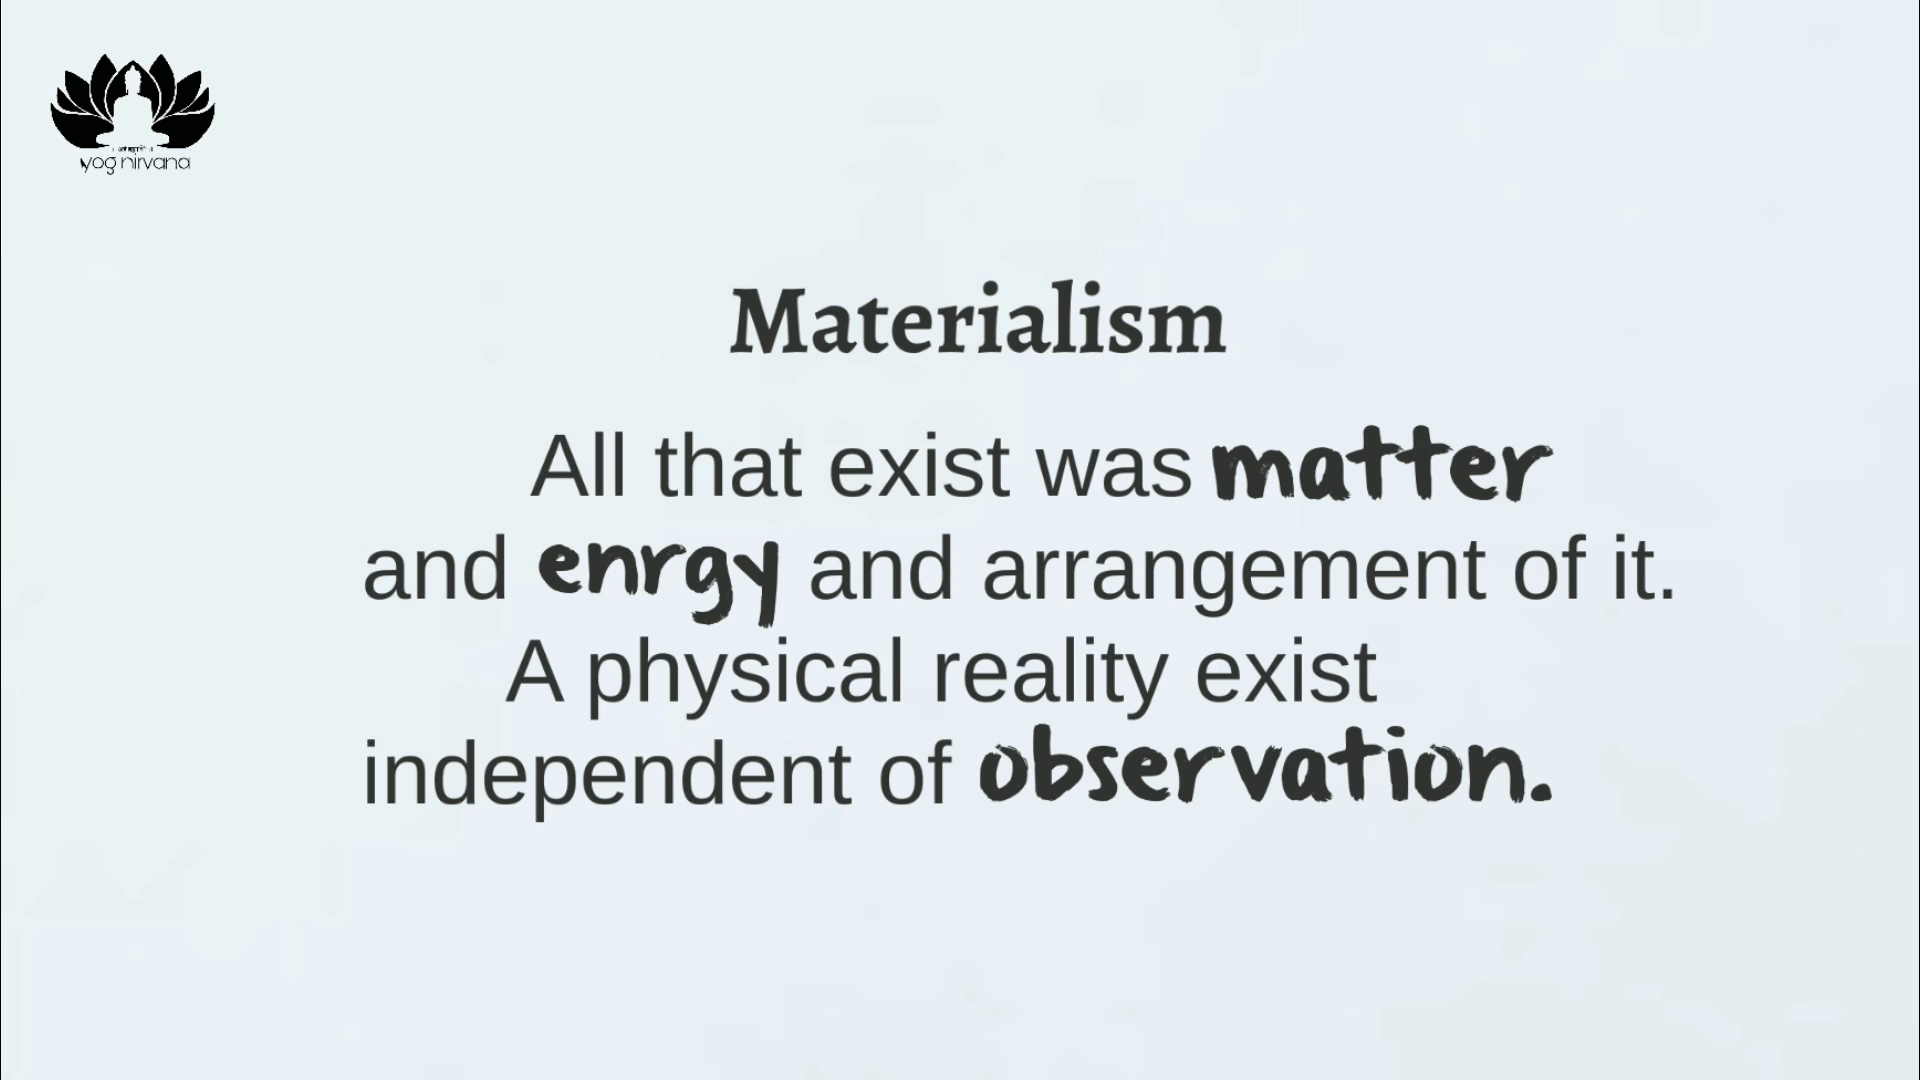 yog nirvana
Materialism
All that exist was matter
and enrgy and arrangement of it.
A physical reality exist
independent of observation.